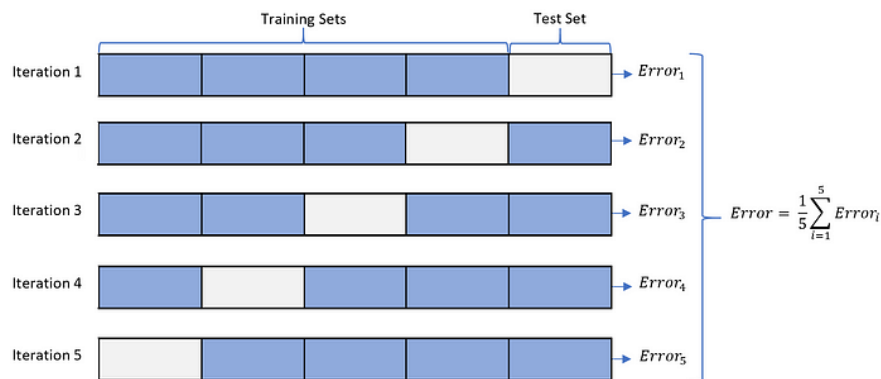 Training Sets Test Set
Iteration 1 Error₁
Iteration 2 Error₂
Iteration 3 Error₃
Error = 1/5 ∑ᵢ₌₁⁵ Errorᵢ
Iteration 4 Error₄
Iteration 5 Error₅